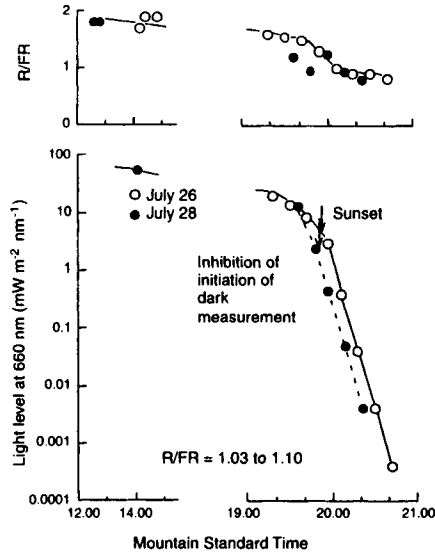 2
R/FR
1
0
100
10
1
0.1
0.01
0.001
0.0001
Light level at 660 nm (mW m⁻² nm⁻¹)
July 26
July 28
Sunset
Inhibition of
initiation of
dark
measurement
R/FR = 1.03 to 1.10
12.00 14.00 19.00 20.00 21.00
Mountain Standard Time